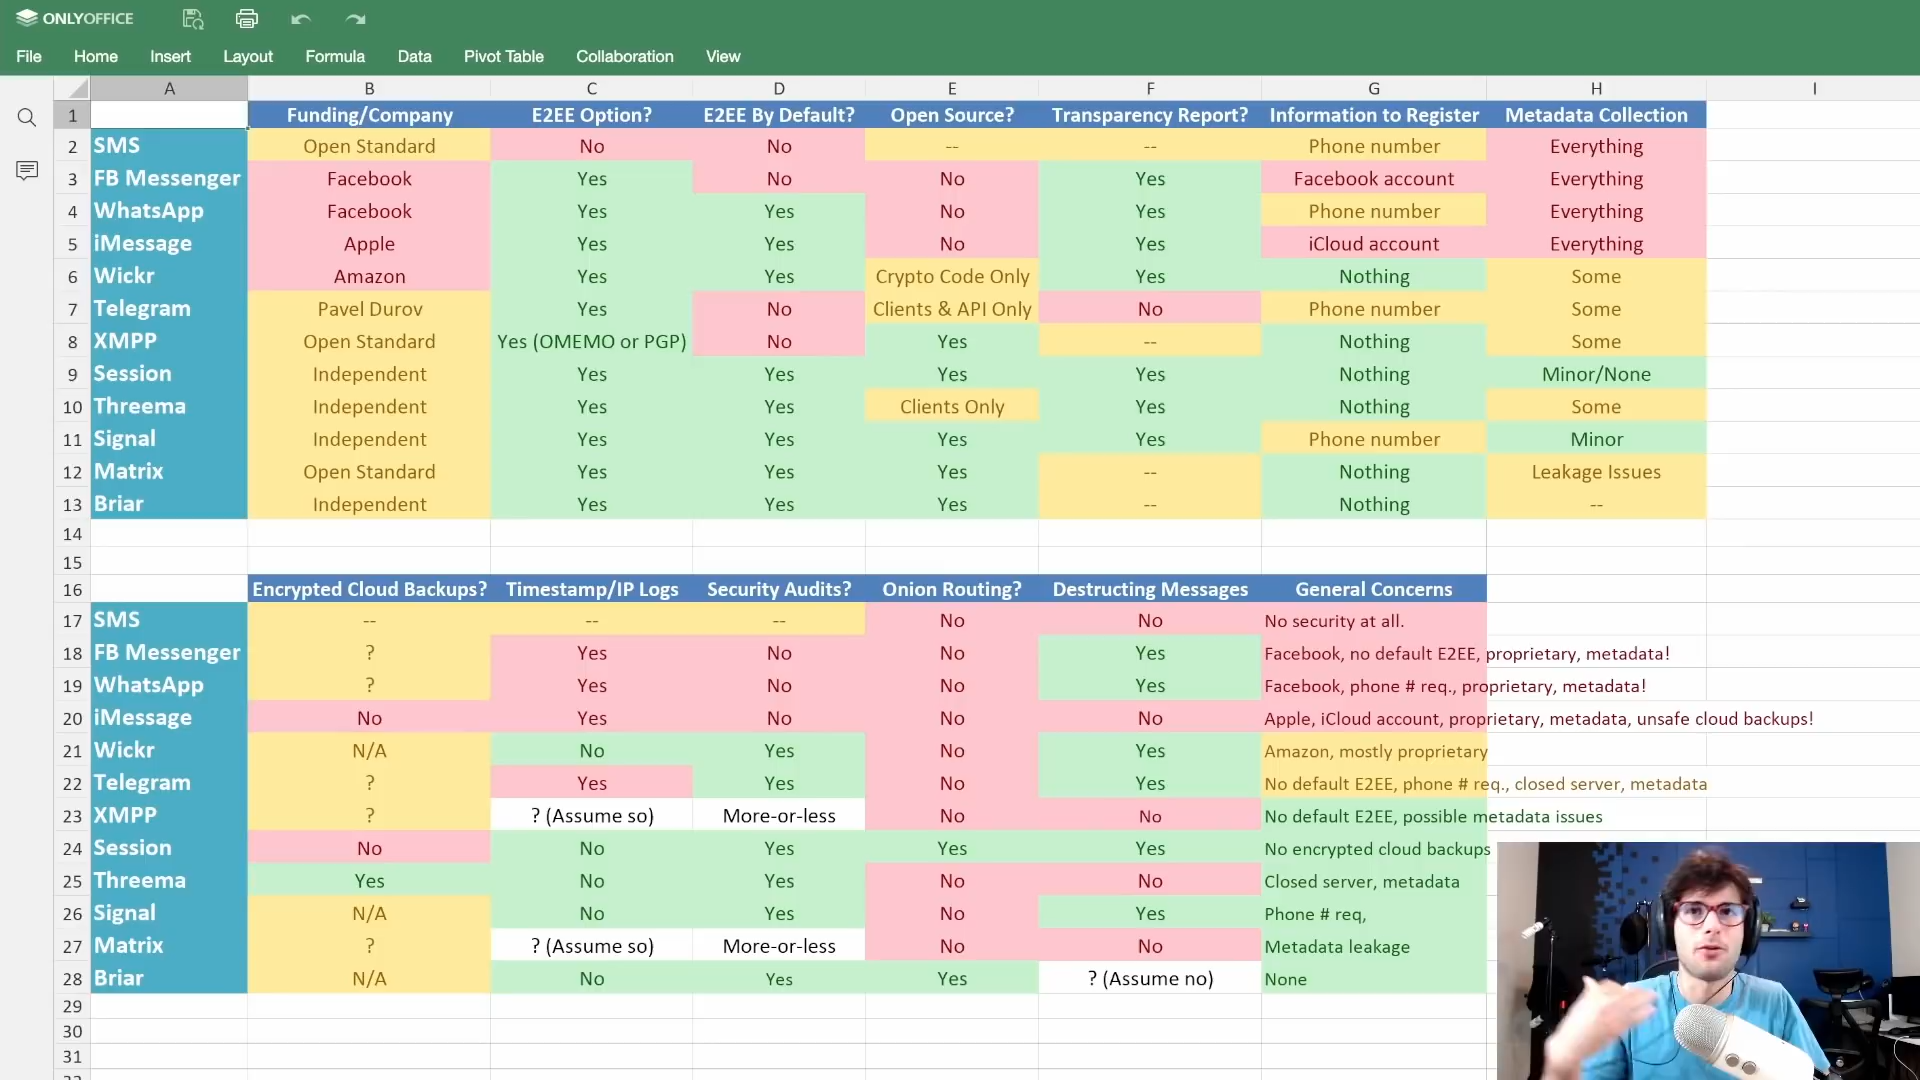 ONLYOFFICE
File Home Insert Layout Formula Data Pivot Table Collaboration View
A B C D E F G H I
1 Funding/Company E2EE Option? E2EE By Default? Open Source? Transparency Report? Information to Register Metadata Collection
2 SMS Open Standard No No -- -- Phone number Everything
3 FB Messenger Facebook Yes No No Yes Facebook account Everything
4 WhatsApp Facebook Yes Yes No Yes Phone number Everything
5 iMessage Apple Yes Yes No Yes iCloud account Everything
6 Wickr Amazon Yes Yes Crypto Code Only Yes Nothing Some
7 Telegram Pavel Durov Yes No Clients & API Only No Phone number Some
8 XMPP Open Standard Yes (OMEMO or PGP) No Yes -- Nothing Some
9 Session Independent Yes Yes Yes Yes Nothing Minor/None
10 Threema Independent Yes Yes Clients Only Yes Nothing Some
11 Signal Independent Yes Yes Yes Yes Phone number Minor
12 Matrix Open Standard Yes Yes Yes -- Nothing Leakage Issues
13 Briar Independent Yes Yes Yes -- Nothing --
14
15
16 Encrypted Cloud Backups? Timestamp/IP Logs Security Audits? Onion Routing? Destructing Messages General Concerns
17 SMS -- -- -- No No No security at all.
18 FB Messenger ? Yes No No Yes Facebook, no default E2EE, proprietary, metadata!
19 WhatsApp ? Yes No No Yes Facebook, phone # req., proprietary, metadata!
20 iMessage No Yes No No No Apple, iCloud account, proprietary, metadata, unsafe cloud backups!
21 Wickr N/A No Yes No Yes Amazon, mostly proprietary
22 Telegram ? Yes Yes No Yes No default E2EE, phone # req., closed server, metadata
23 XMPP ? ? (Assume so) More-or-less No No No default E2EE, possible metadata issues
24 Session No No Yes Yes Yes No encrypted cloud backups
25 Threema Yes No Yes No No Closed server, metadata
26 Signal N/A No Yes No Yes Phone # req,
27 Matrix ? ? (Assume so) More-or-less No No Metadata leakage
28 Briar N/A No Yes Yes ? (Assume no) None
29
30
31